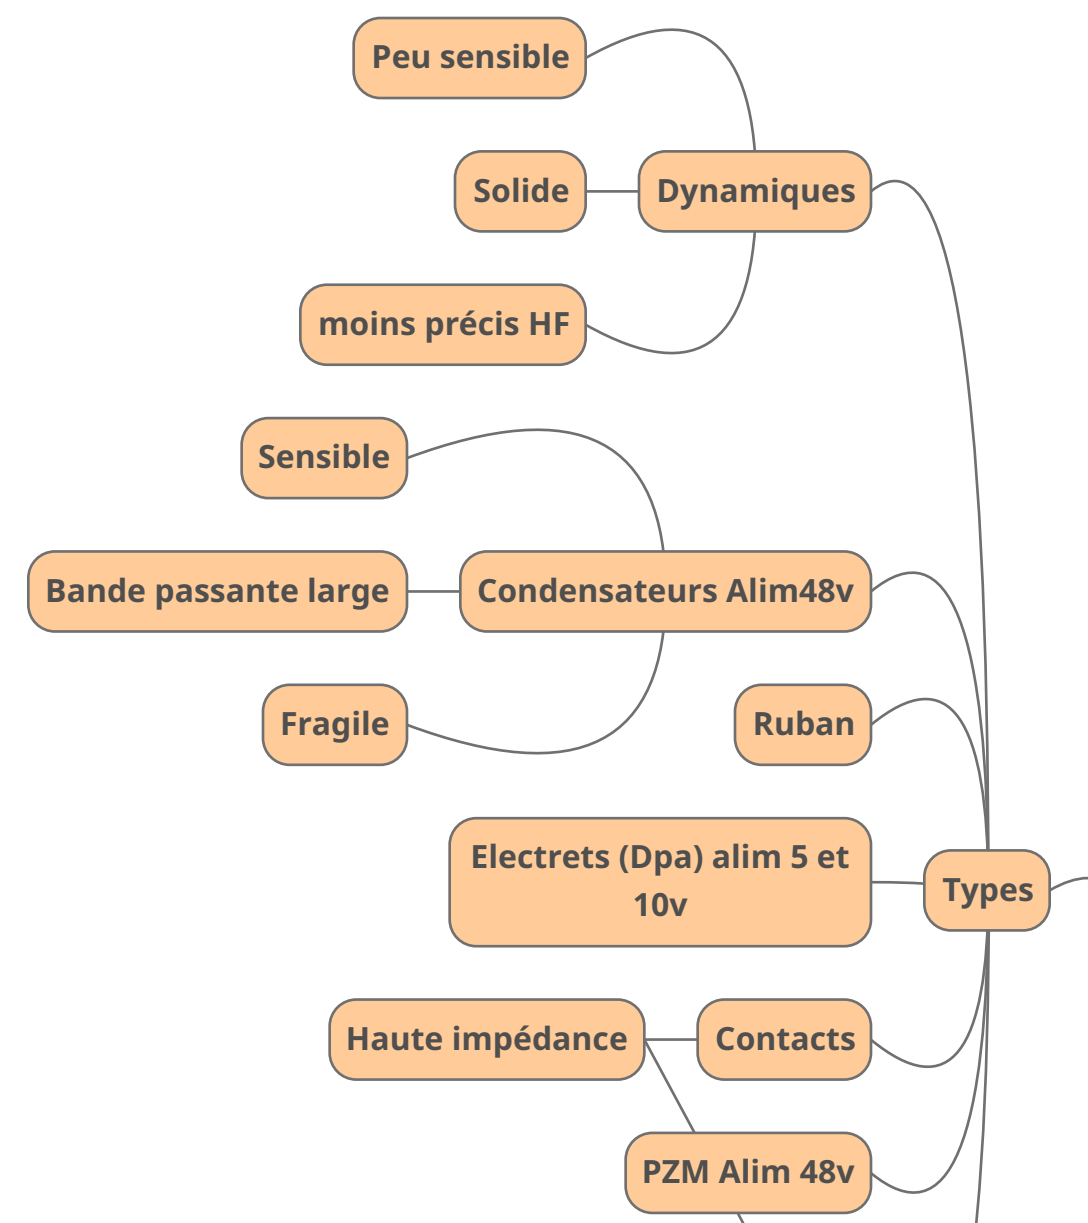 Peu sensible
Solide
Dynamiques
moins précis HF
Sensible
Bande passante large
Condensateurs Alim48v
Fragile
Ruban
Electrets (Dpa) alim 5 et
10v
Types
Haute impédance
Contacts
PZM Alim 48v